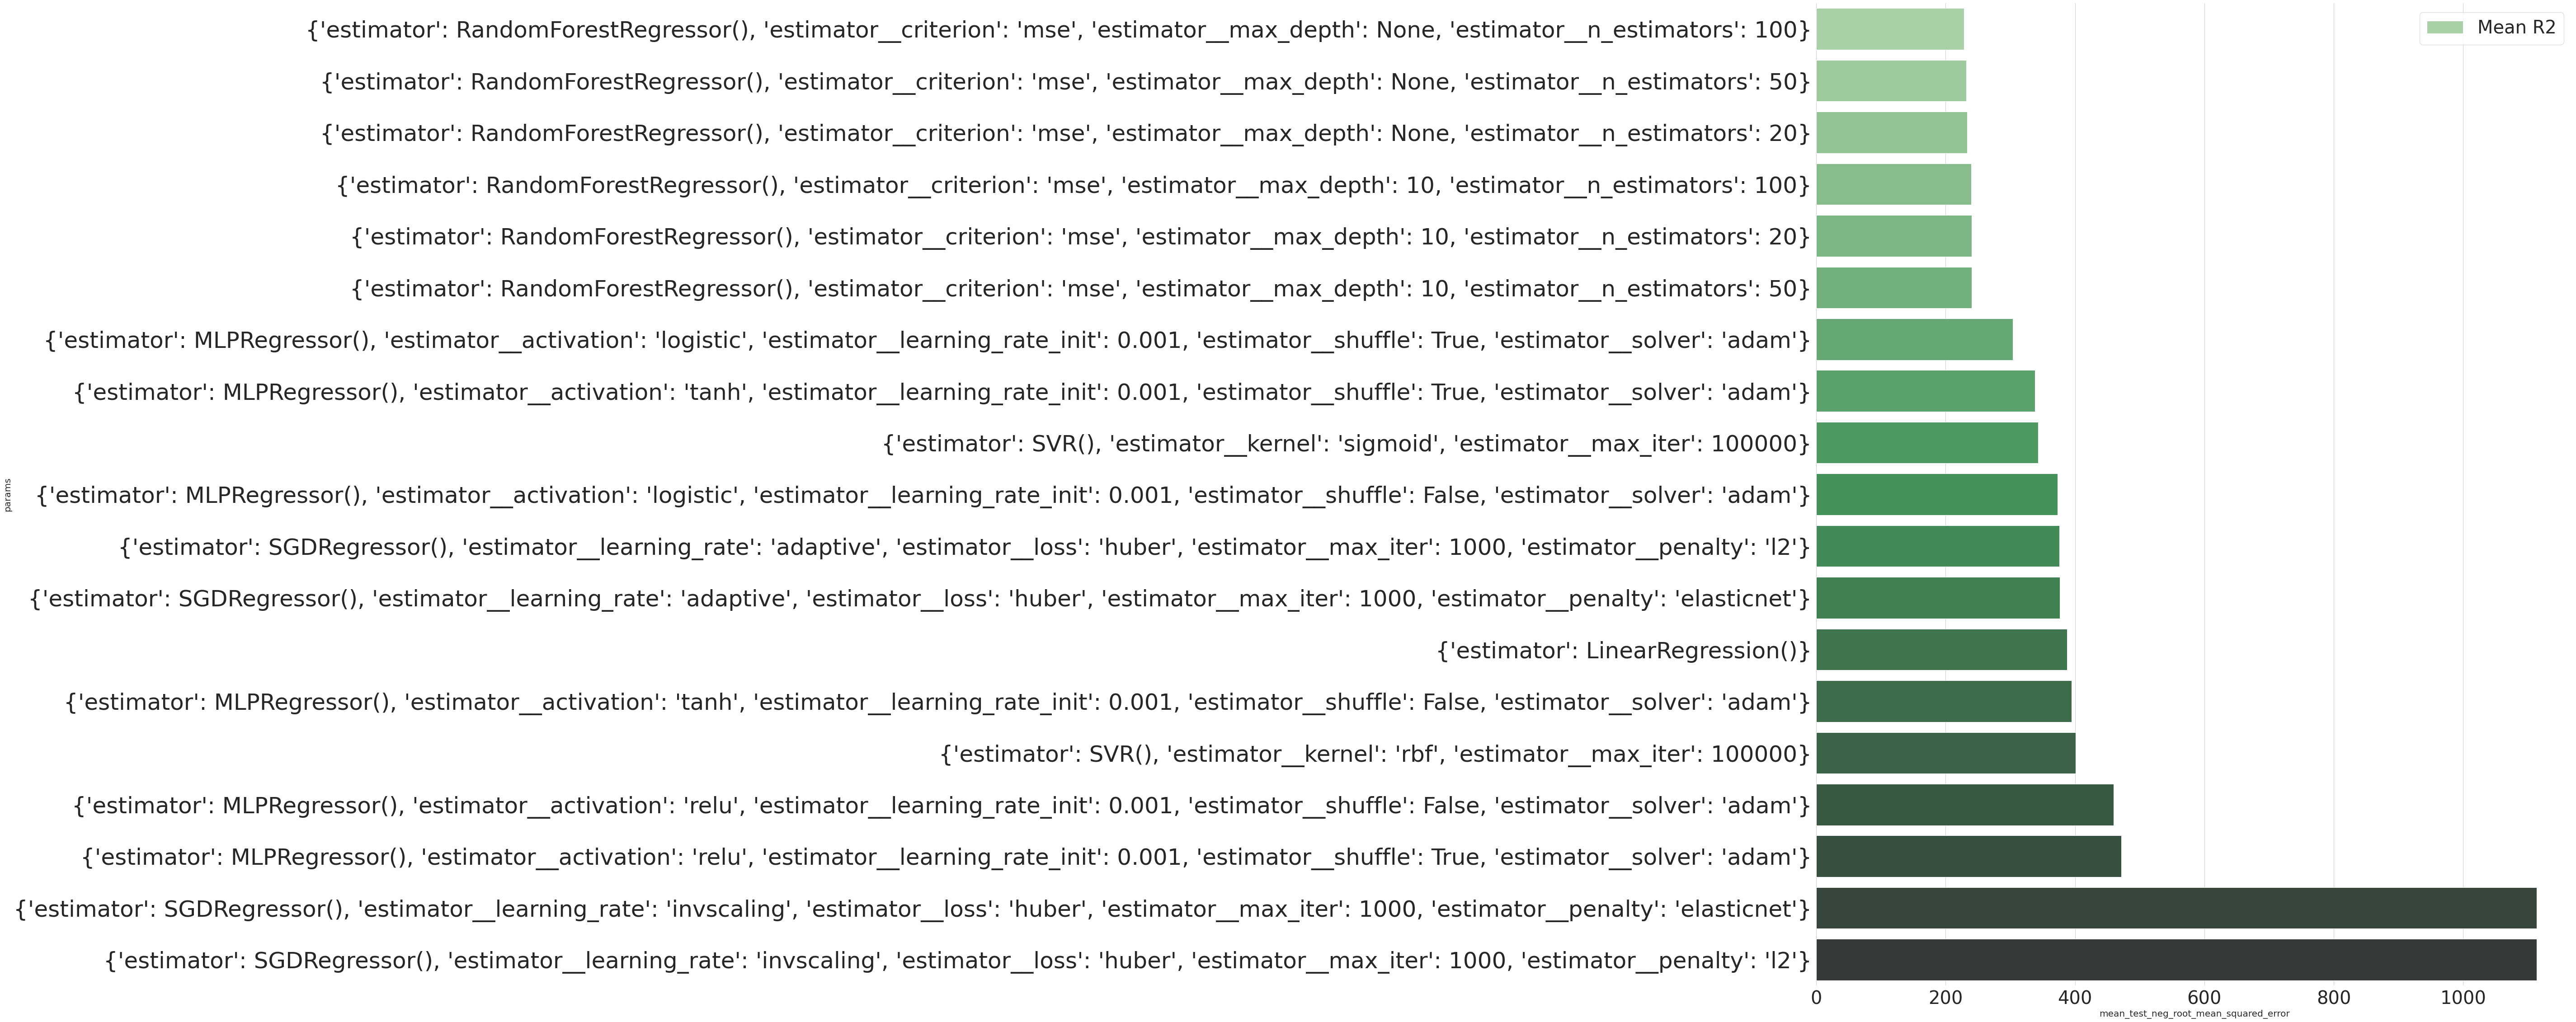 {'estimator': RandomForestRegressor(), 'estimator__criterion': 'mse', 'estimator__max_depth': None, 'estimator__n_estimators': 100}
Mean R2
{'estimator': RandomForestRegressor(), 'estimator__criterion': 'mse', 'estimator__max_depth': None, 'estimator__n_estimators': 50}
{'estimator': RandomForestRegressor(), 'estimator__criterion': 'mse', 'estimator__max_depth': None, 'estimator__n_estimators': 20}
{'estimator': RandomForestRegressor(), 'estimator__criterion': 'mse', 'estimator__max_depth': 10, 'estimator__n_estimators': 100}
{'estimator': RandomForestRegressor(), 'estimator__criterion': 'mse', 'estimator__max_depth': 10, 'estimator__n_estimators': 20}
{'estimator': RandomForestRegressor(), 'estimator__criterion': 'mse', 'estimator__max_depth': 10, 'estimator__n_estimators': 50}
{'estimator': MLPRegressor(), 'estimator__activation': 'logistic', 'estimator__learning_rate_init': 0.001, 'estimator__shuffle': True, 'estimator__solver': 'adam'}
{'estimator': MLPRegressor(), 'estimator__activation': 'tanh', 'estimator__learning_rate_init': 0.001, 'estimator__shuffle': True, 'estimator__solver': 'adam'}
{'estimator': SVR(), 'estimator__kernel': 'sigmoid', 'estimator__max_iter': 100000}
params
{'estimator': MLPRegressor(), 'estimator__activation': 'logistic', 'estimator__learning_rate_init': 0.001, 'estimator__shuffle': False, 'estimator__solver': 'adam'}
{'estimator': SGDRegressor(), 'estimator__learning_rate': 'adaptive', 'estimator__loss': 'huber', 'estimator__max_iter': 1000, 'estimator__penalty': 'l2'}
{'estimator': SGDRegressor(), 'estimator__learning_rate': 'adaptive', 'estimator__loss': 'huber', 'estimator__max_iter': 1000, 'estimator__penalty': 'elasticnet'}
{'estimator': LinearRegression()}
{'estimator': MLPRegressor(), 'estimator__activation': 'tanh', 'estimator__learning_rate_init': 0.001, 'estimator__shuffle': False, 'estimator__solver': 'adam'}
{'estimator': SVR(), 'estimator__kernel': 'rbf', 'estimator__max_iter': 100000}
{'estimator': MLPRegressor(), 'estimator__activation': 'relu', 'estimator__learning_rate_init': 0.001, 'estimator__shuffle': False, 'estimator__solver': 'adam'}
{'estimator': MLPRegressor(), 'estimator__activation': 'relu', 'estimator__learning_rate_init': 0.001, 'estimator__shuffle': True, 'estimator__solver': 'adam'}
{'estimator': SGDRegressor(), 'estimator__learning_rate': 'invscaling', 'estimator__loss': 'huber', 'estimator__max_iter': 1000, 'estimator__penalty': 'elasticnet'}
{'estimator': SGDRegressor(), 'estimator__learning_rate': 'invscaling', 'estimator__loss': 'huber', 'estimator__max_iter': 1000, 'estimator__penalty': 'l2'}
0 200 400 600 800 1000
mean_test_neg_root_mean_squared_error